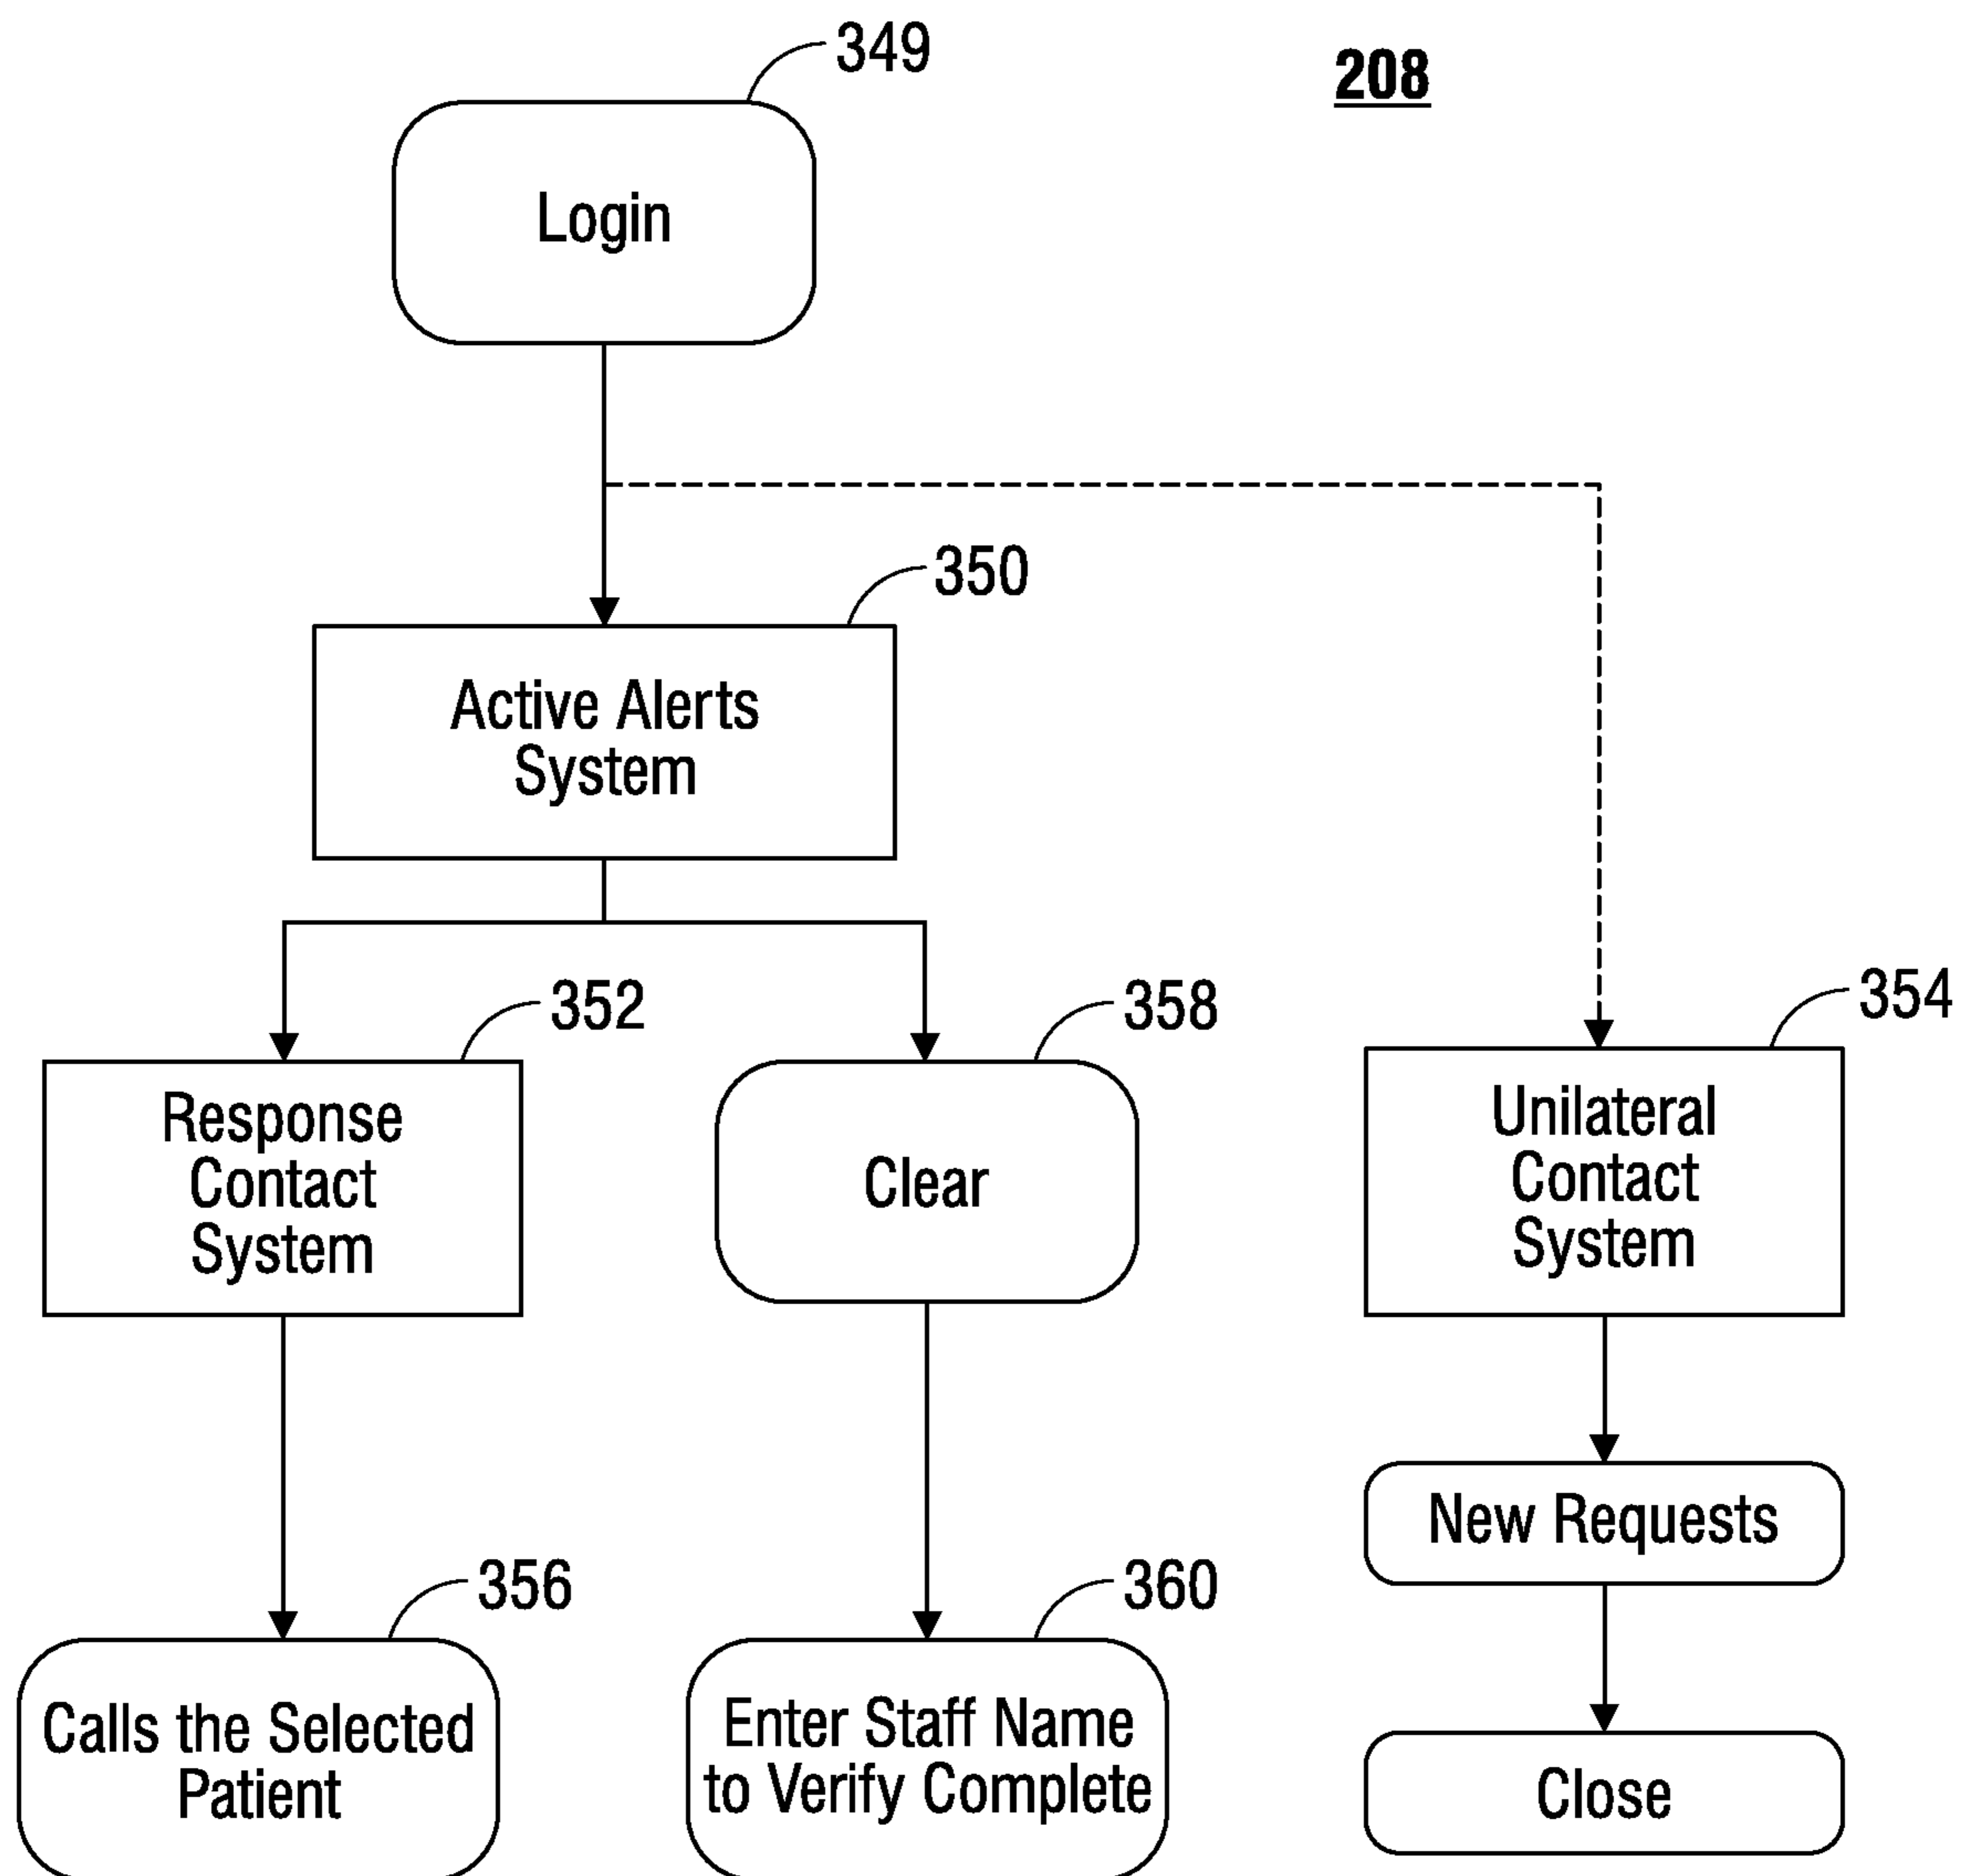 349
208
Login
350
Active Alerts
System
352
358
354
Response
Contact
System
Clear
Unilateral
Contact
System
New Requests
356
360
Calls the Selected
Patient
Enter Staff Name
to Verify Complete
Close